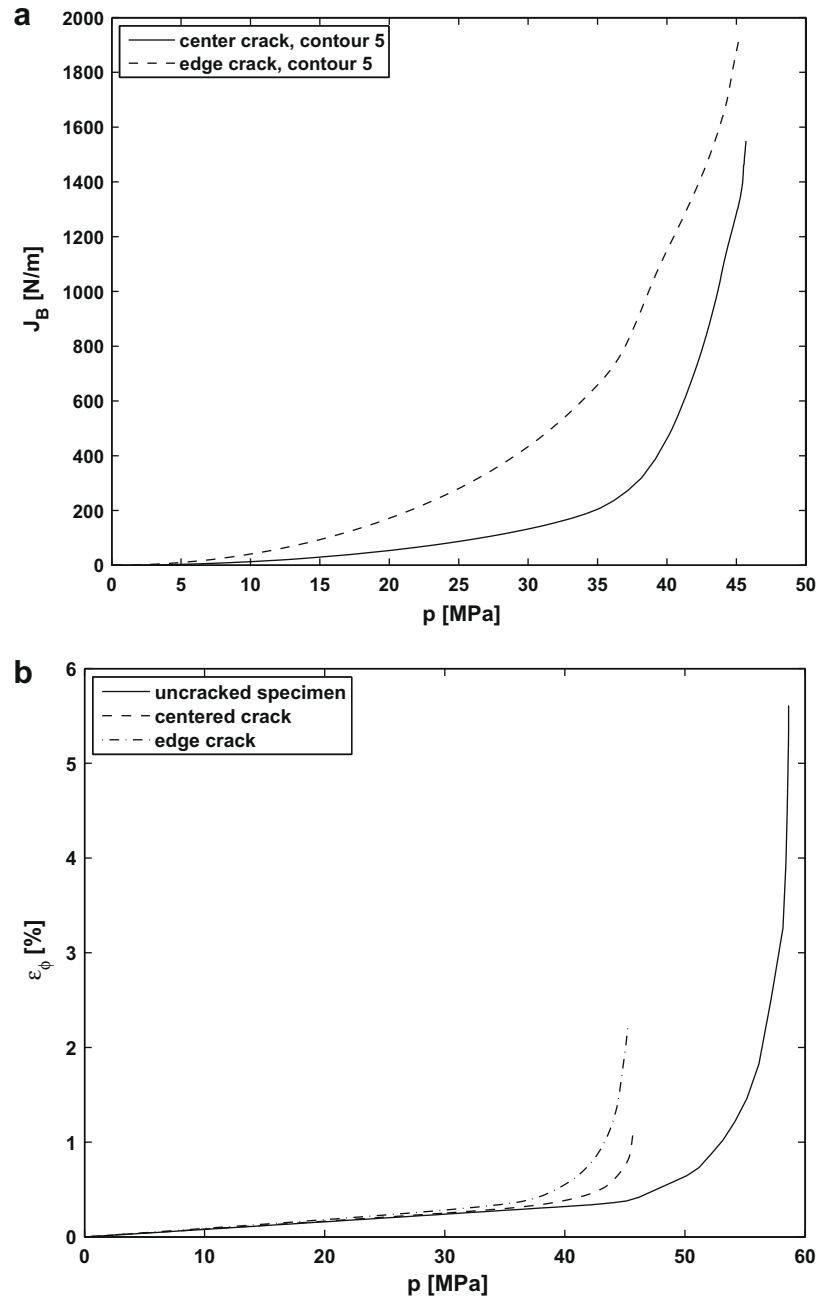 a
2000
1800
1600
1400
1200
1000
800
600
400
200
0
J_B [N/m]
center crack, contour 5
edge crack, contour 5
0 5 10 15 20 25 30 35 40 45 50
p [MPa]
b
6
5
4
3
2
1
0
ε_ϕ [%]
uncracked specimen
centered crack
edge crack
0 10 20 30 40 50 60
p [MPa]